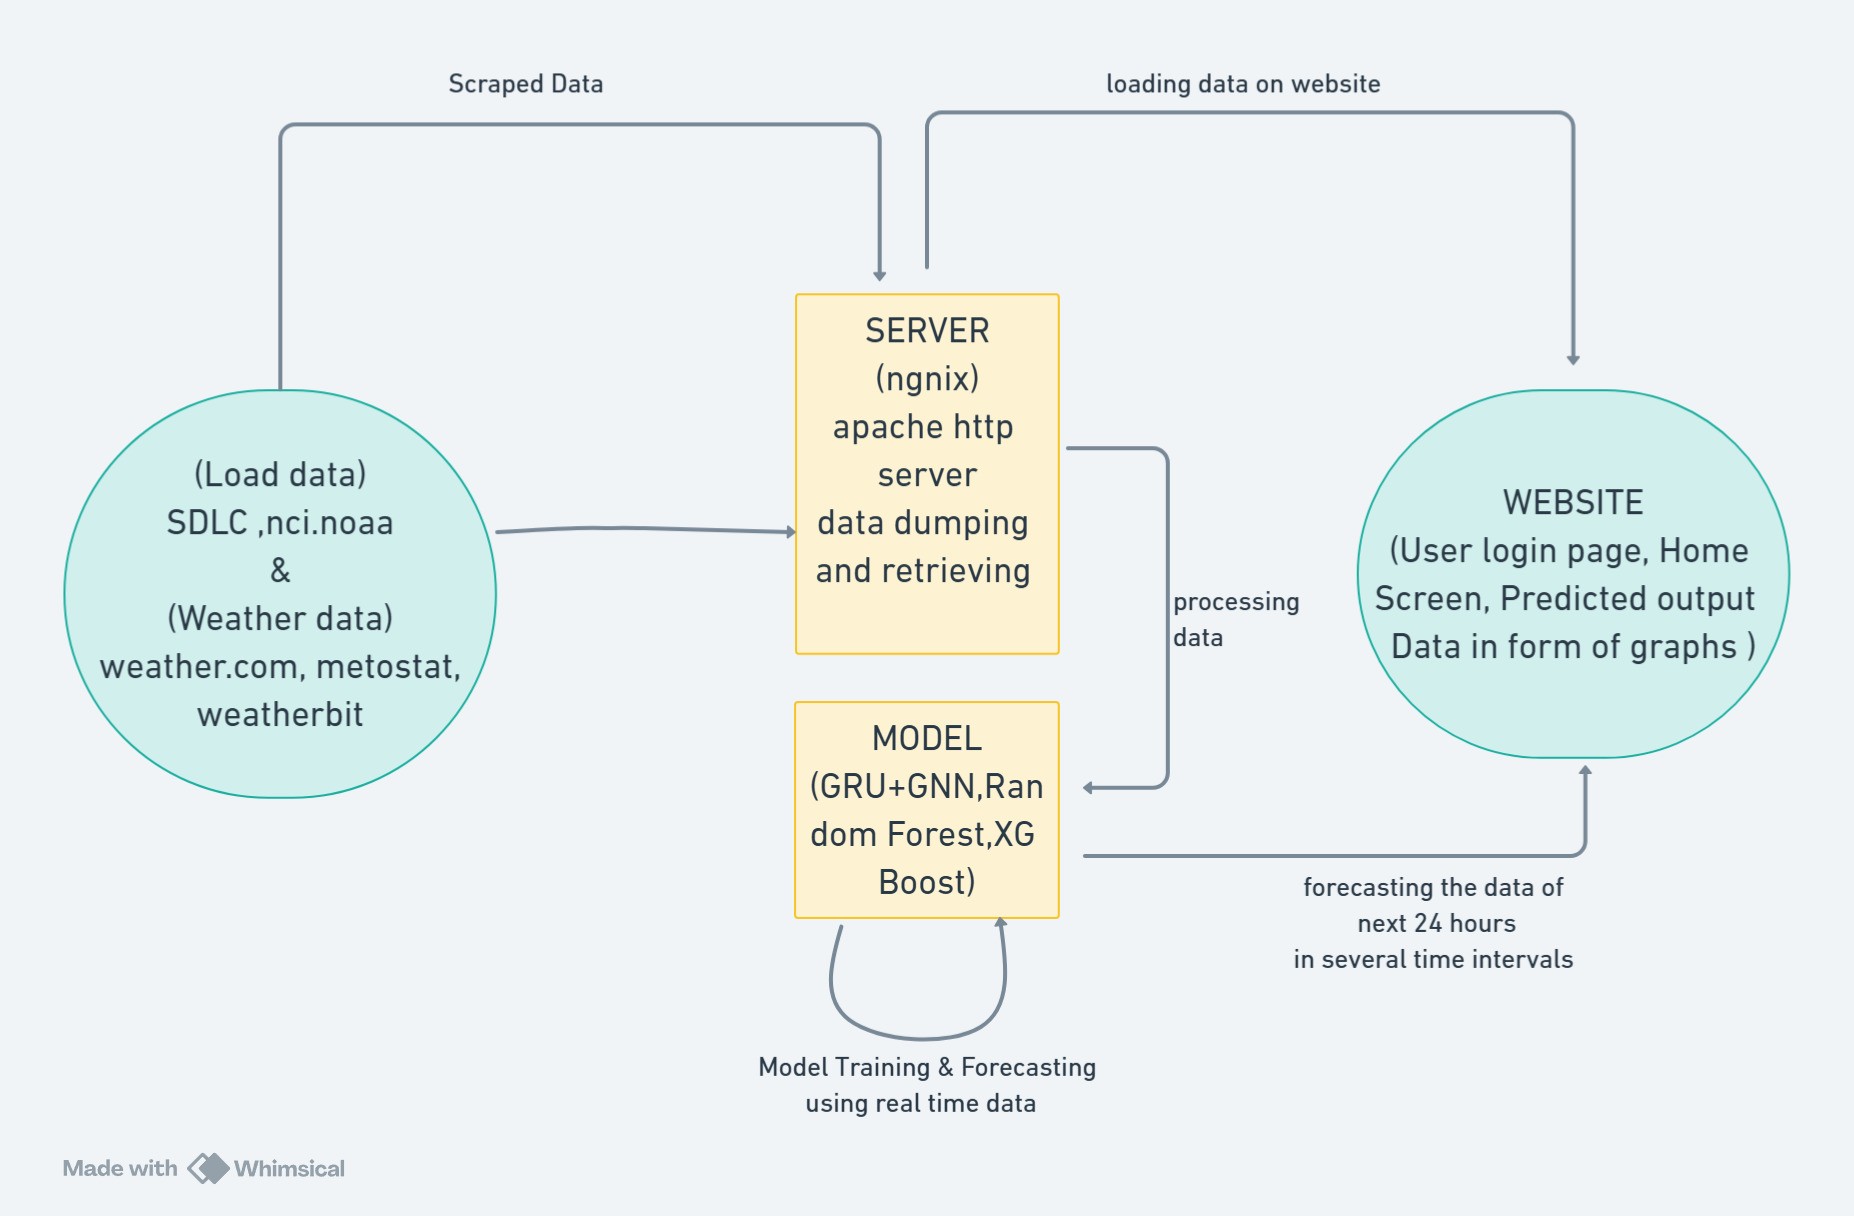 Scraped Data
loading data on website
SERVER
(ngnix)
apache http
server
data dumping
and retrieving
(Load data)
SDLC ,nci.noaa
&
(Weather data)
weather.com, metostat,
weatherbit
WEBSITE
(User login page, Home
Screen, Predicted output
Data in form of graphs )
processing
data
MODEL
(GRU+GNN,Ran
dom Forest,XG
Boost)
forecasting the data of
next 24 hours
in several time intervals
Model Training & Forecasting
using real time data
Made with Whimsical